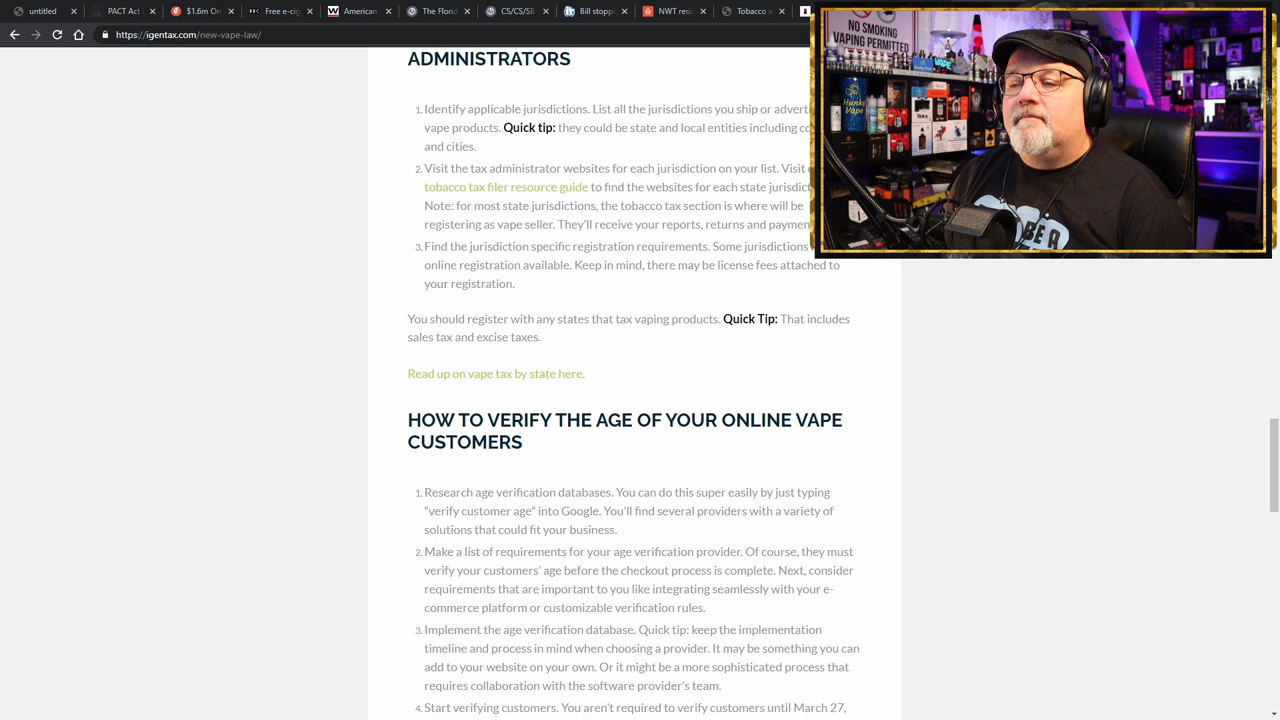 untitled
$1.6m Cana
Free eco
The Florid
CTV/CS/SB
Bill story
NWT resi
Tobacco a
https://igentax.com/new-vape-law/
NO SMOKING
VAPING PERMITTED
VAPE
Hunky
Vape
BE A
ADMINISTRATORS
1. Identify applicable jurisdictions. List all the jurisdictions you ship or
vape products. Quick tip: they could be state and local entities including
and cities.
2. Visit the tax administrator websites for each jurisdiction on your list. Visit
tobacco tax filer resource guide to find the websites for each state
Note: for most state jurisdictions, the tobacco tax section is where will be
registering as vape seller. They'll receive your reports, returns and
3. Find the jurisdiction specific registration requirements. Some jurisdictions
online registration available. Keep in mind, there may be license fees attached to
your registration.
You should register with any states that tax vaping products. Quick Tip: That includes
sales tax and excise taxes.
Read up on vape tax by state here.
HOW TO VERIFY THE AGE OF YOUR ONLINE VAPE
CUSTOMERS
1. Research age verification databases. You can do this super easily by just typing
“verify customer age” into Google. You’ll find several providers with a variety of
solutions that could fit your business.
2. Make a list of requirements for your age verification provider. Of course, they must
verify your customers’ age before the checkout process is complete. Next, consider
requirements that are important to you like integrating seamlessly with your e-
commerce platform or customizable verification rules.
3. Implement the age verification database. Quick tip: keep the implementation
timeline and process in mind when choosing a provider. It may be something you can
add to your website on your own. Or it might be a more sophisticated process that
requires collaboration with the software provider’s team.
4. Start verifying customers. You aren’t required to verify customers until March 27,